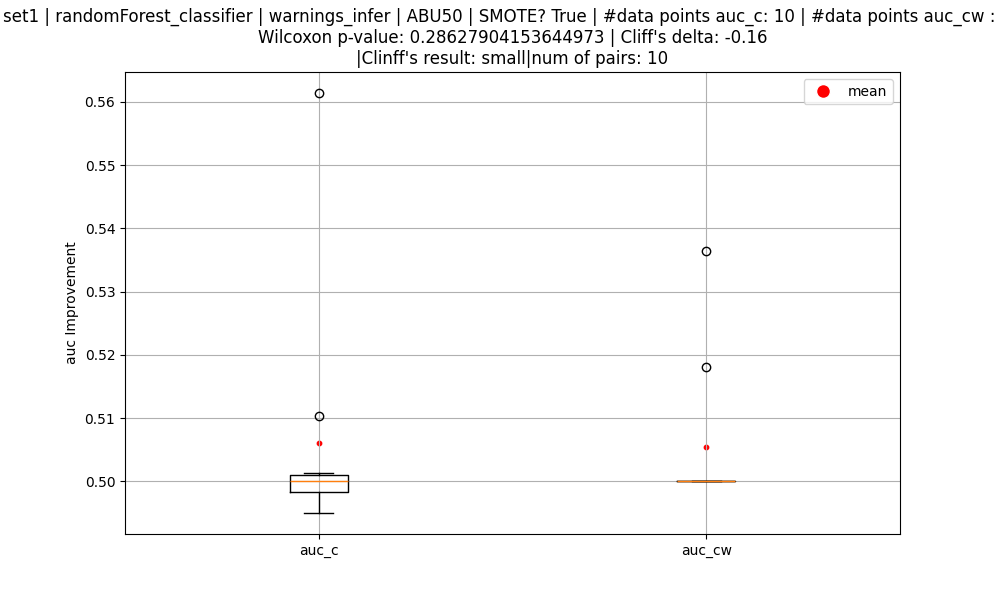 set1 | randomForest_classifier | warnings_infer | ABU50 | SMOTE? True | #data points auc_c: 10 | #data points auc_cw :
Wilcoxon p-value: 0.28627904153644973 | Cliff's delta: -0.16
|Clinff's result: small|num of pairs: 10
mean
0.56
0.55
0.54
0.53
0.52
0.51
0.50
auc Improvement
auc_c
auc_cw